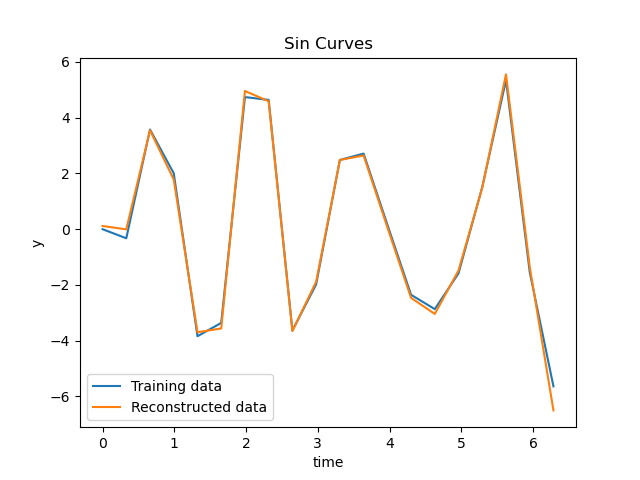 Sin Curves
6
4
2
0
−2
−4
−6
y
Training data
Reconstructed data
0 1 2 3 4 5 6
time